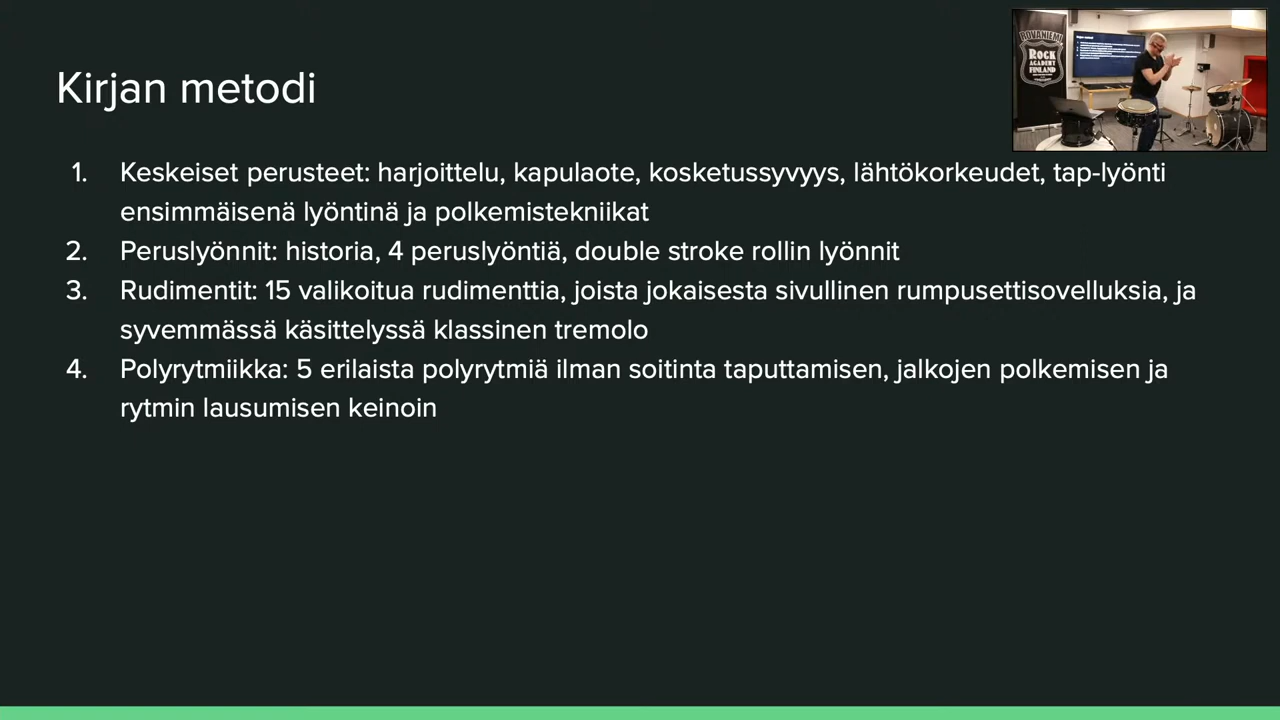 Kirjan metodi
1. Keskeiset perusteet: harjoittelu, kapulaote, kosketussyvyys, lähtökorkeudet, tap-lyönti
ensimmäisenä lyöntinä ja polkemistekniikat
2. Peruslyönnit: historia, 4 peruslyöntiä, double stroke rollin lyönnit
3. Rudimentit: 15 valikoitua rudimenttia, joista jokaisesta sivullinen rumpusettisovelluksia, ja
syvemmässä käsittelyssä klassinen tremolo
4. Polyrytmiikka: 5 erilaista polyrytmiä ilman soitinta taputtamisen, jalkojen polkemisen ja
rytmin lausumisen keinoin
ROVANIEMI
ROCK
ACADEMY
FINLAND